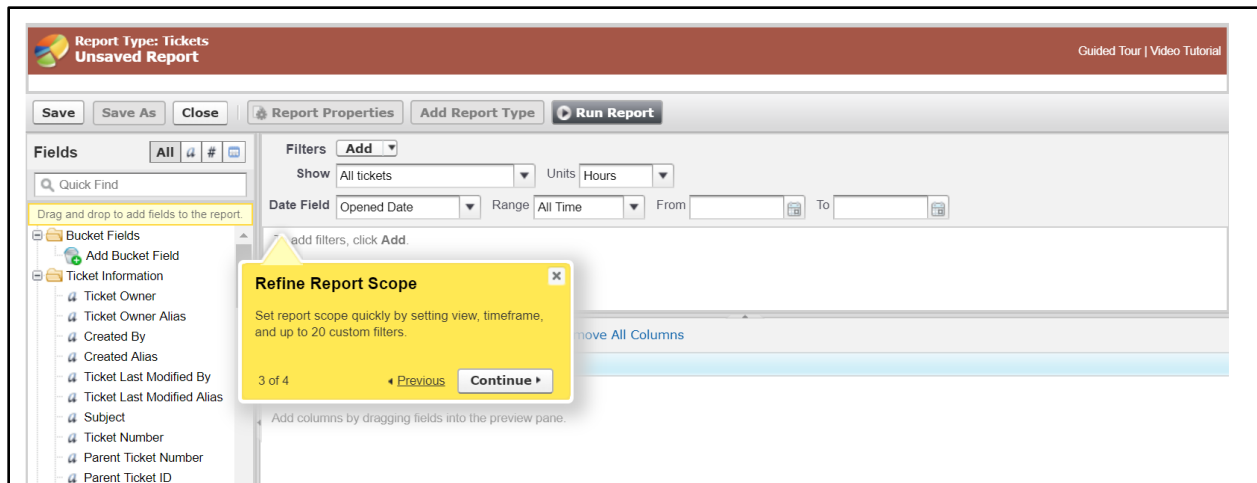 Report Type: Tickets
Unsaved Report
Guided Tour | Video Tutorial
Save Save As Close Report Properties Add Report Type Run Report
Fields All a # 
Quick Find
Drag and drop to add fields to the report.
Bucket Fields
Add Bucket Field
Ticket Information
a Ticket Owner
a Ticket Owner Alias
a Created By
a Created Alias
a Ticket Last Modified By
a Ticket Last Modified Alias
a Subject
a Ticket Number
a Parent Ticket Number
a Parent Ticket ID
Filters Add
Show All tickets Units Hours
Date Field Opened Date Range All Time From To
add filters, click Add.
Refine Report Scope
Set report scope quickly by setting view, timeframe,
and up to 20 custom filters.
3 of 4 Previous Continue
All Columns
Add columns by dragging fields into the preview pane.